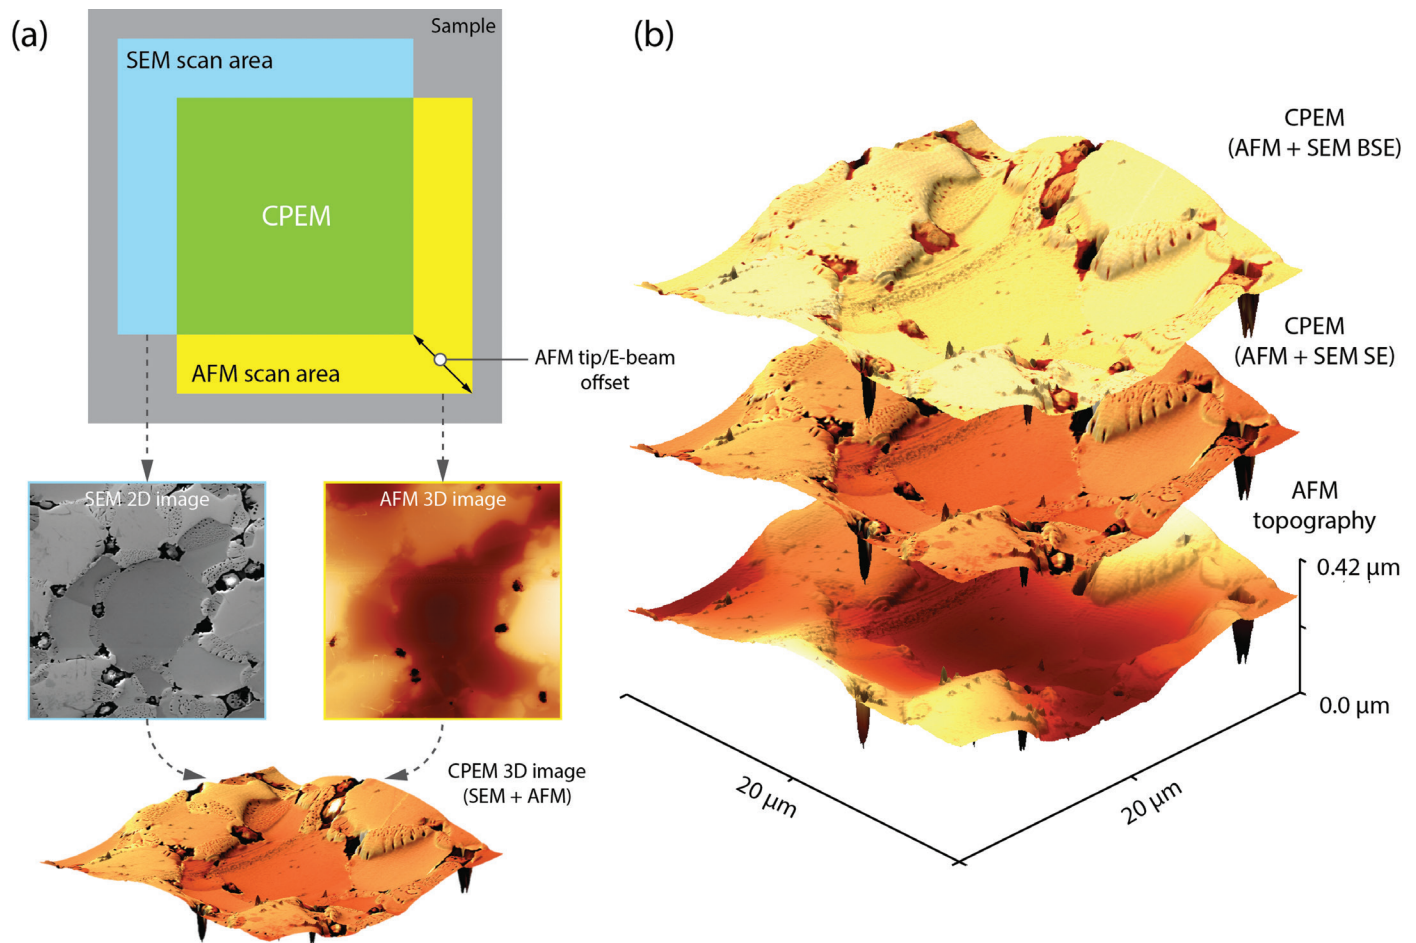 (a)
Sample
SEM scan area
CPEM
AFM scan area
AFM tip/E-beam
offset
SEM 2D image
AFM 3D image
CPEM 3D image
(SEM + AFM)
(b)
CPEM
(AFM + SEM BSE)
CPEM
(AFM + SEM SE)
AFM
topography
0.42 µm
0.0 µm
20 µm
20 µm